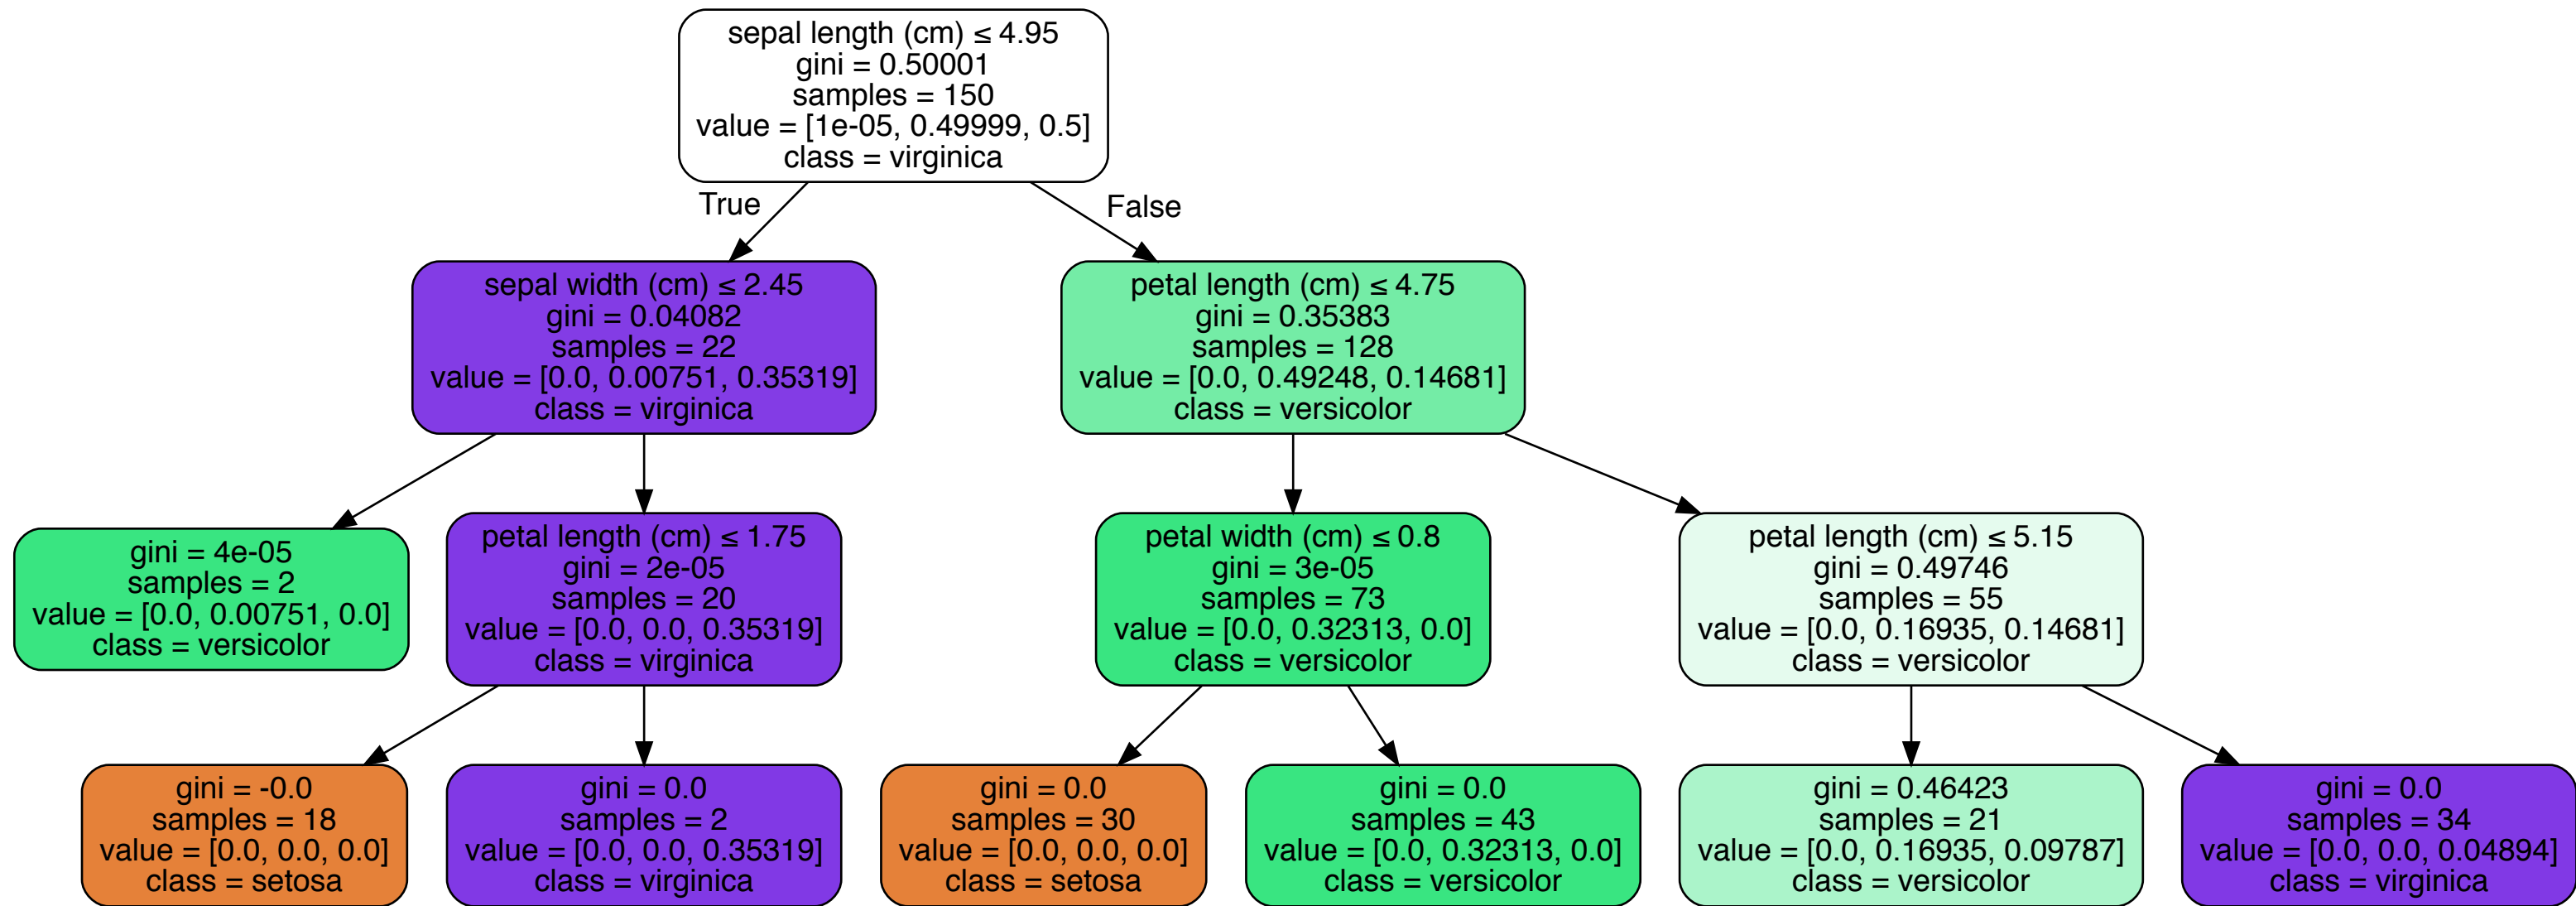 sepal length (cm) ≤ 4.95
gini = 0.50001
samples = 150
value = [1e-05, 0.49999, 0.5]
class = virginica
True
False
sepal width (cm) ≤ 2.45
gini = 0.04082
samples = 22
value = [0.0, 0.00751, 0.35319]
class = virginica
petal length (cm) ≤ 4.75
gini = 0.35383
samples = 128
value = [0.0, 0.49248, 0.14681]
class = versicolor
gini = 4e-05
samples = 2
value = [0.0, 0.00751, 0.0]
class = versicolor
petal length (cm) ≤ 1.75
gini = 2e-05
samples = 20
value = [0.0, 0.0, 0.35319]
class = virginica
petal width (cm) ≤ 0.8
gini = 3e-05
samples = 73
value = [0.0, 0.32313, 0.0]
class = versicolor
petal length (cm) ≤ 5.15
gini = 0.49746
samples = 55
value = [0.0, 0.16935, 0.14681]
class = versicolor
gini = -0.0
samples = 18
value = [0.0, 0.0, 0.0]
class = setosa
gini = 0.0
samples = 2
value = [0.0, 0.0, 0.35319]
class = virginica
gini = 0.0
samples = 30
value = [0.0, 0.0, 0.0]
class = setosa
gini = 0.0
samples = 43
value = [0.0, 0.32313, 0.0]
class = versicolor
gini = 0.46423
samples = 21
value = [0.0, 0.16935, 0.09787]
class = versicolor
gini = 0.0
samples = 34
value = [0.0, 0.0, 0.04894]
class = virginica